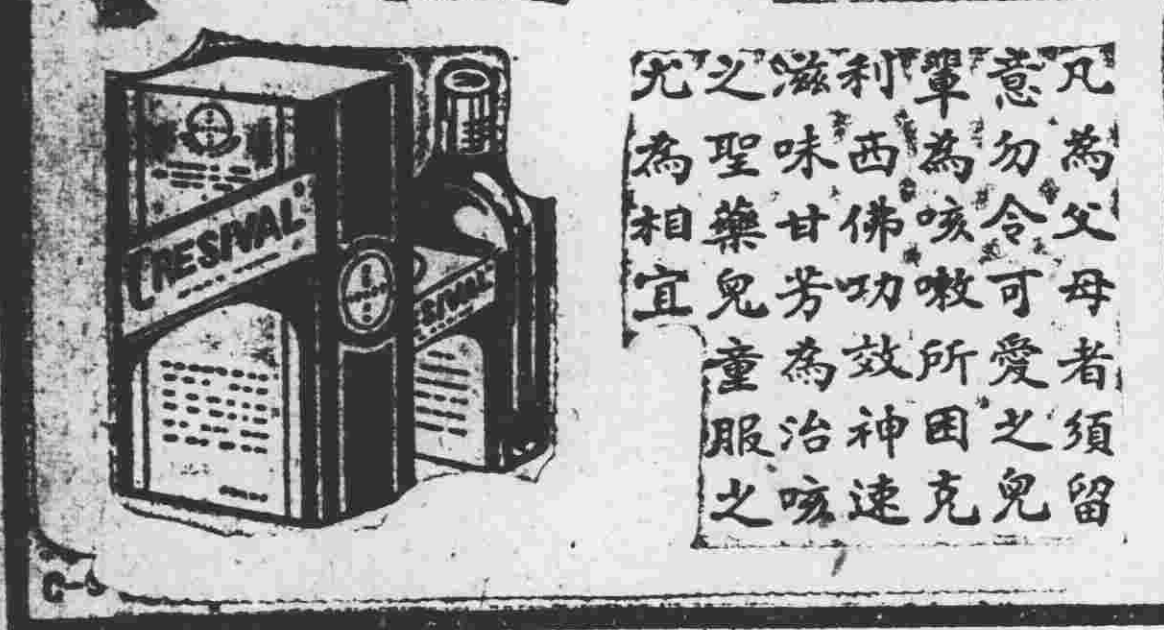 CRESIVAL
ESIVAL
凡為父母者須留
意勿令可愛之兒
輩為咳嗽所困克
利西佛功效神速
滋味甘芳為治咳
之聖藥兒童服之
尤為相宜